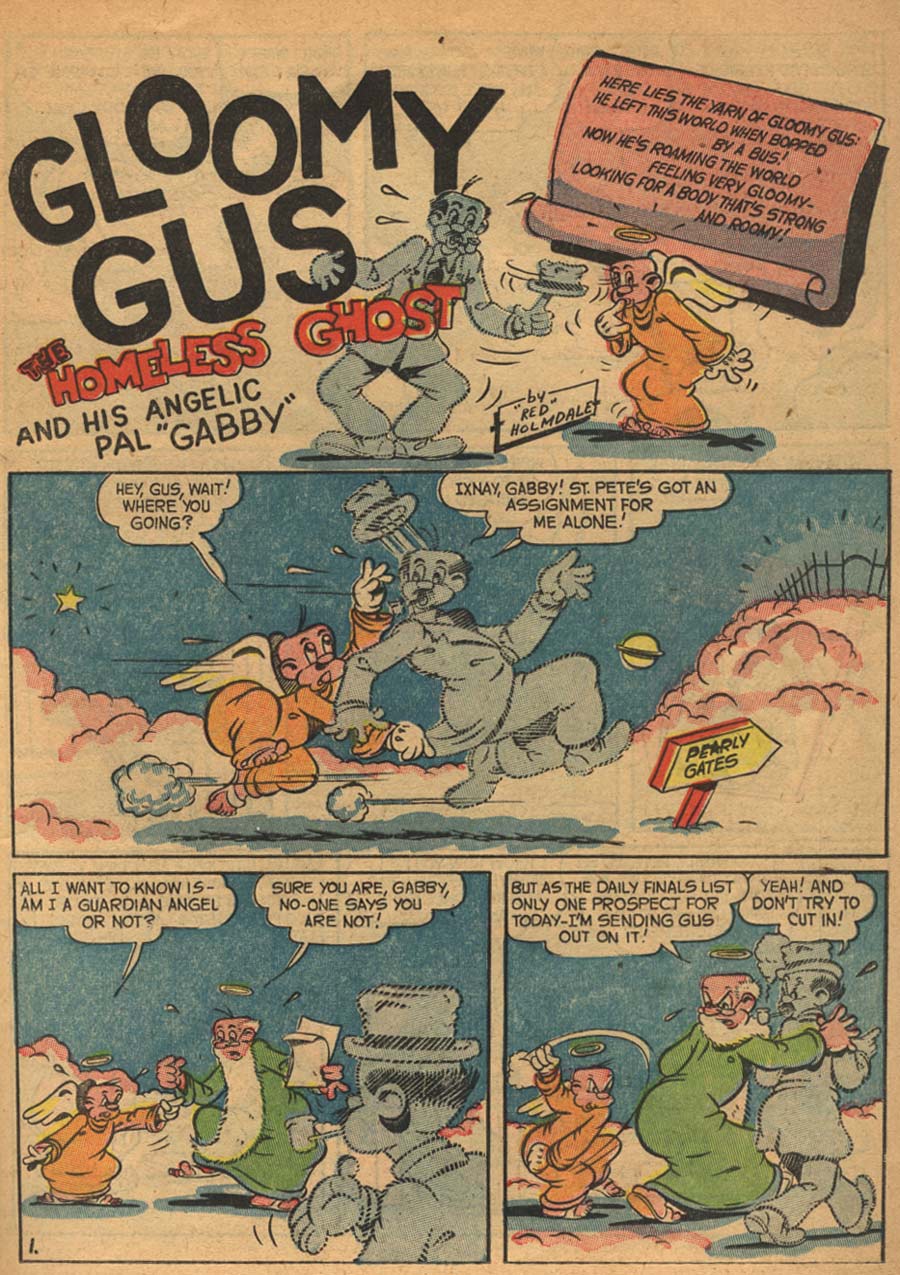 GLOOMY
GUS
THE
HOMELESS GHOST
AND HIS ANGELIC
PAL "GABBY"
HERE LIES THE YARN OF GLOOMY GUS:
HE LEFT THIS WORLD WHEN BOPPED
BY A BUS!
NOW HE'S ROAMING THE WORLD
FEELING VERY GLOOMY-
LOOKING FOR A BODY THAT'S STRONG
AND ROOMY!
by
"RED"
HOLMDALE
HEY, GUS, WAIT!
WHERE YOU
GOING?
IXNAY, GABBY! ST. PETE'S GOT AN
ASSIGNMENT FOR
ME ALONE!
PEARLY
GATES
ALL I WANT TO KNOW IS-
AM I A GUARDIAN ANGEL
OR NOT?
SURE YOU ARE, GABBY,
NO-ONE SAYS YOU
ARE NOT!
BUT AS THE DAILY FINALS LIST
ONLY ONE PROSPECT FOR
TODAY-I'M SENDING GUS
OUT ON IT!
YEAH! AND
DON'T TRY TO
CUT IN!
1.